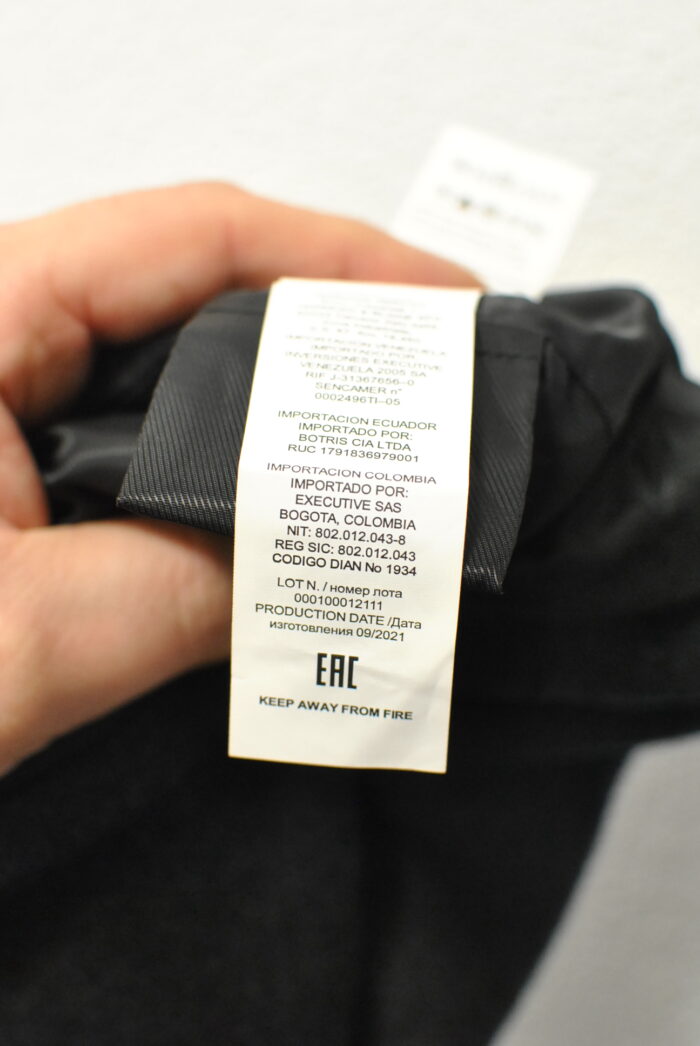 IMPORTACION VENEZUELA
IMPORTADO POR
INVERSIONES EXECUTIVE
VENEZUELA 2005 SA
RIF J-31367656-0
SENCAMER n°
0002496TI-05
IMPORTACION ECUADOR
IMPORTADO POR:
BOTRIS CIA LTDA
RUC 1791836979001
IMPORTACION COLOMBIA
IMPORTADO POR:
EXECUTIVE SAS
BOGOTA, COLOMBIA
NIT: 802.012.043-8
REG SIC: 802.012.043
CODIGO DIAN No 1934
LOT N. / номер лота
000100012111
PRODUCTION DATE /Дата
изготовления 09/2021
EAC
KEEP AWAY FROM FIRE